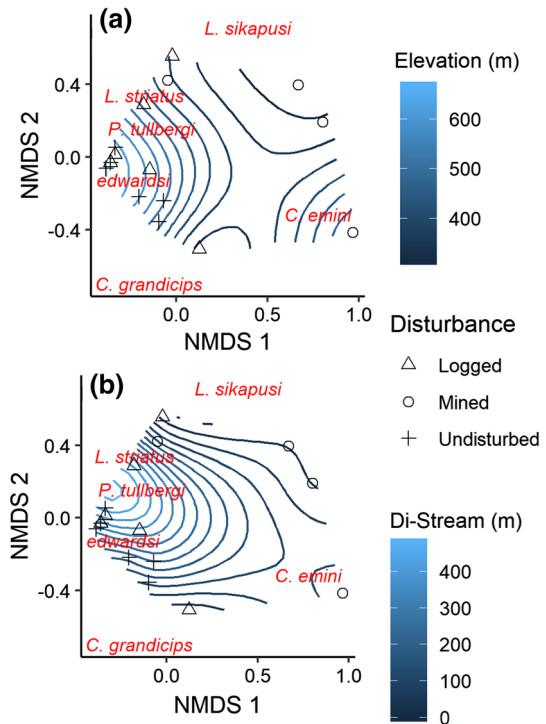 (a)
L. sikapusi
L. striatus
P. tullbergi
edwardsi
C. emini
C. grandicips
NMDS 2
0.4
0.0
-0.4
0.0
0.5
1.0
NMDS 1
Elevation (m)
600
500
400
Disturbance
Logged
Mined
Undisturbed
(b)
L. sikapusi
L. striatus
P. tullbergi
edwardsi
C. emini
C. grandicips
NMDS 2
0.4
0.0
-0.4
0.0
0.5
1.0
NMDS 1
Di-Stream (m)
400
300
200
100
0